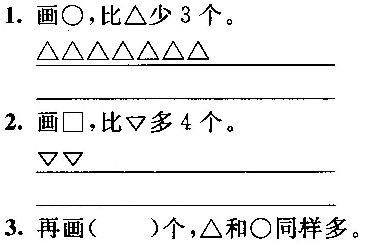 1. 画○,比△少 3 个。
△△△△△△△
2. 画□,比▽多 4 个。
▽▽
3. 再画(　　)个,△和○同样多。